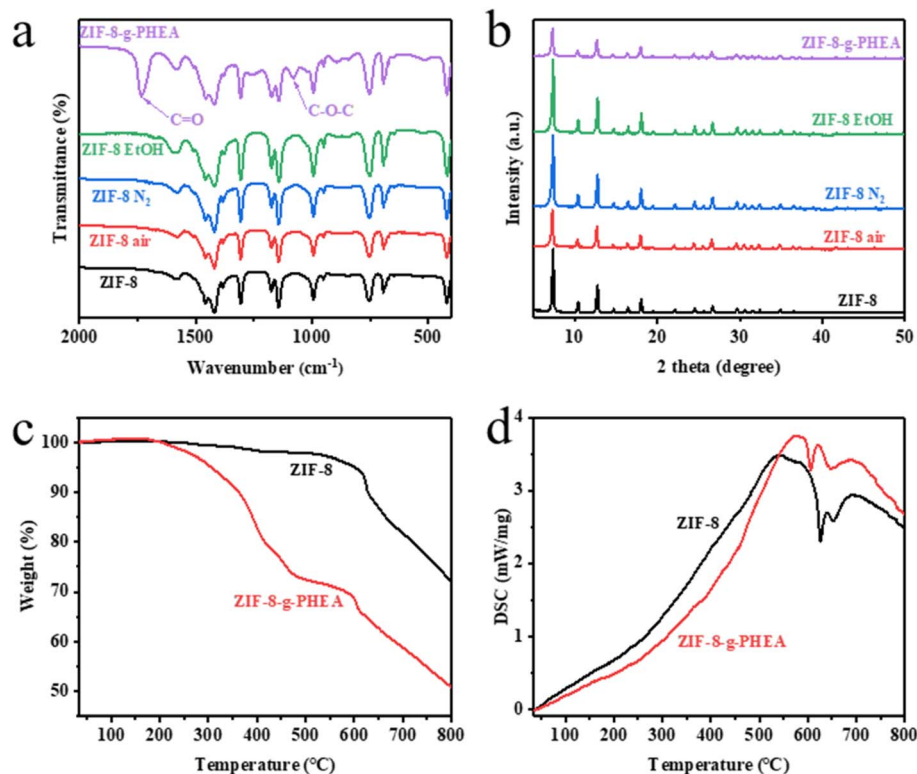 a
ZIF-8-g-PHEA
C=O
C-O-C
ZIF-8 EtOH
ZIF-8 N₂
ZIF-8 air
ZIF-8
Transmittance (%)
2000 1500 1000 500
Wavenumber (cm⁻¹)
b
ZIF-8-g-PHEA
ZIF-8 EtOH
ZIF-8 N₂
ZIF-8 air
ZIF-8
Intensity (a.u.)
10 20 30 40 50
2 theta (degree)
c
100
90
80
70
60
50
ZIF-8
ZIF-8-g-PHEA
Weight (%)
100 200 300 400 500 600 700 800
Temperature (°C)
d
4
3
2
1
0
ZIF-8
ZIF-8-g-PHEA
DSC (mW/mg)
100 200 300 400 500 600 700 800
Temperature (°C)